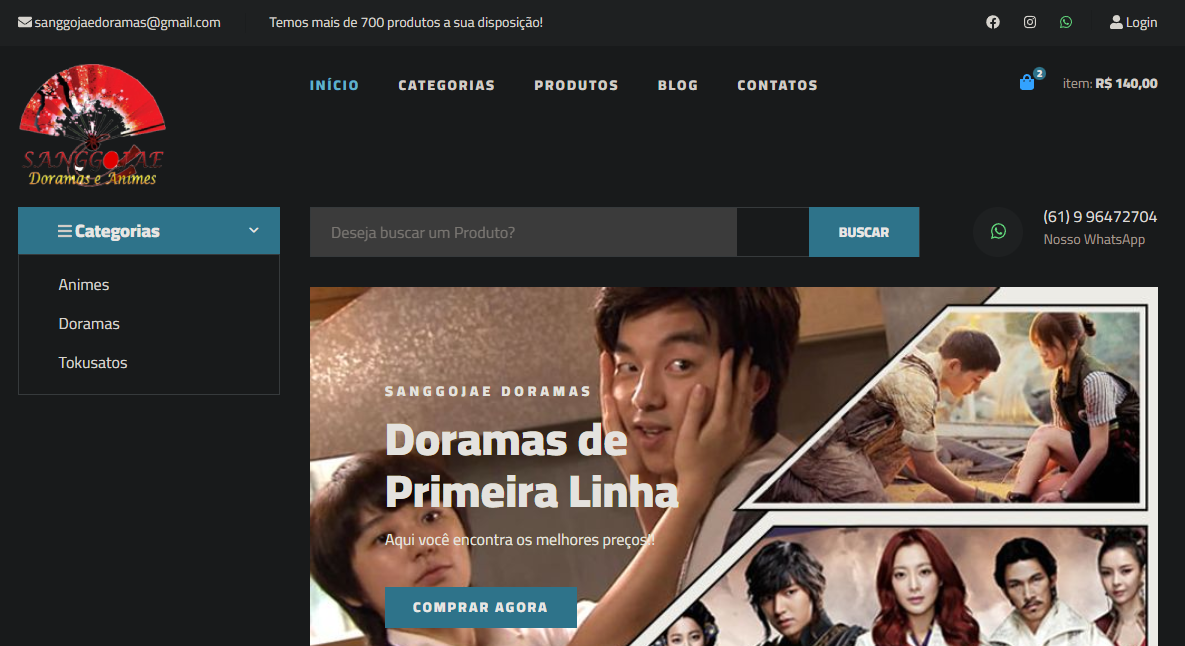 sanggojaedoramas@gmail.com
Temos mais de 700 produtos a sua disposição!
Login
SANGGOJAE
Doramas e Animes
INÍCIO
CATEGORIAS
PRODUTOS
BLOG
CONTATOS
2
item: R$ 140,00
Categorias
Deseja buscar um Produto?
BUSCAR
(61) 9 96472704
Nosso WhatsApp
Animes
Doramas
Tokusatos
SANGGOJAE DORAMAS
Doramas de
Primeira Linha
Aqui você encontra os melhores preços!!
COMPRAR AGORA